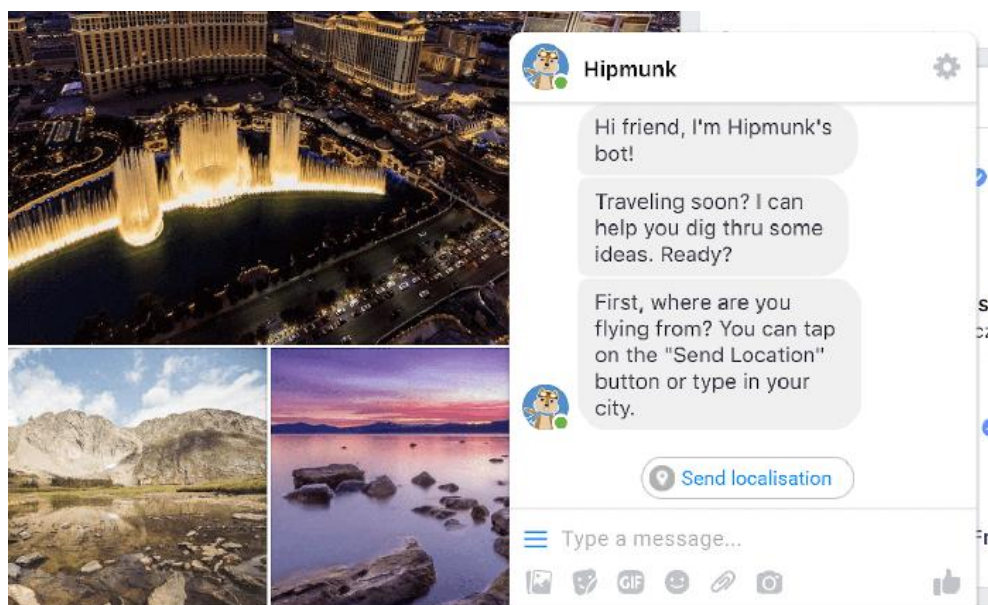 Hipmunk
Hi friend, I'm Hipmunk's
bot!
Traveling soon? I can
help you dig thru some
ideas. Ready?
First, where are you
flying from? You can tap
on the "Send Location"
button or type in your
city.
Send localisation
Type a message...
GIF